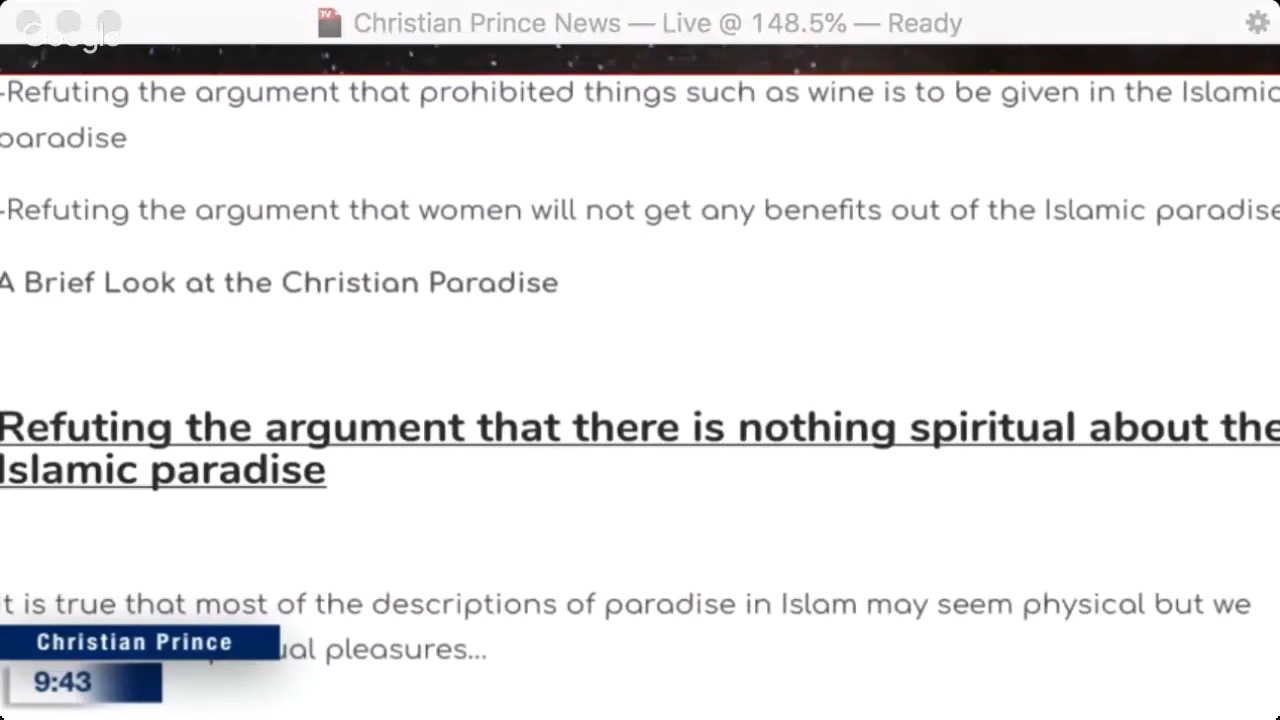 Google
Christian Prince News — Live @ 148.5% — Ready
-Refuting the argument that prohibited things such as wine is to be given in the Islamic
paradise
-Refuting the argument that women will not get any benefits out of the Islamic paradise
A Brief Look at the Christian Paradise
Refuting the argument that there is nothing spiritual about the
Islamic paradise
It is true that most of the descriptions of paradise in Islam may seem physical but we
pleasures...
Christian Prince
9:43